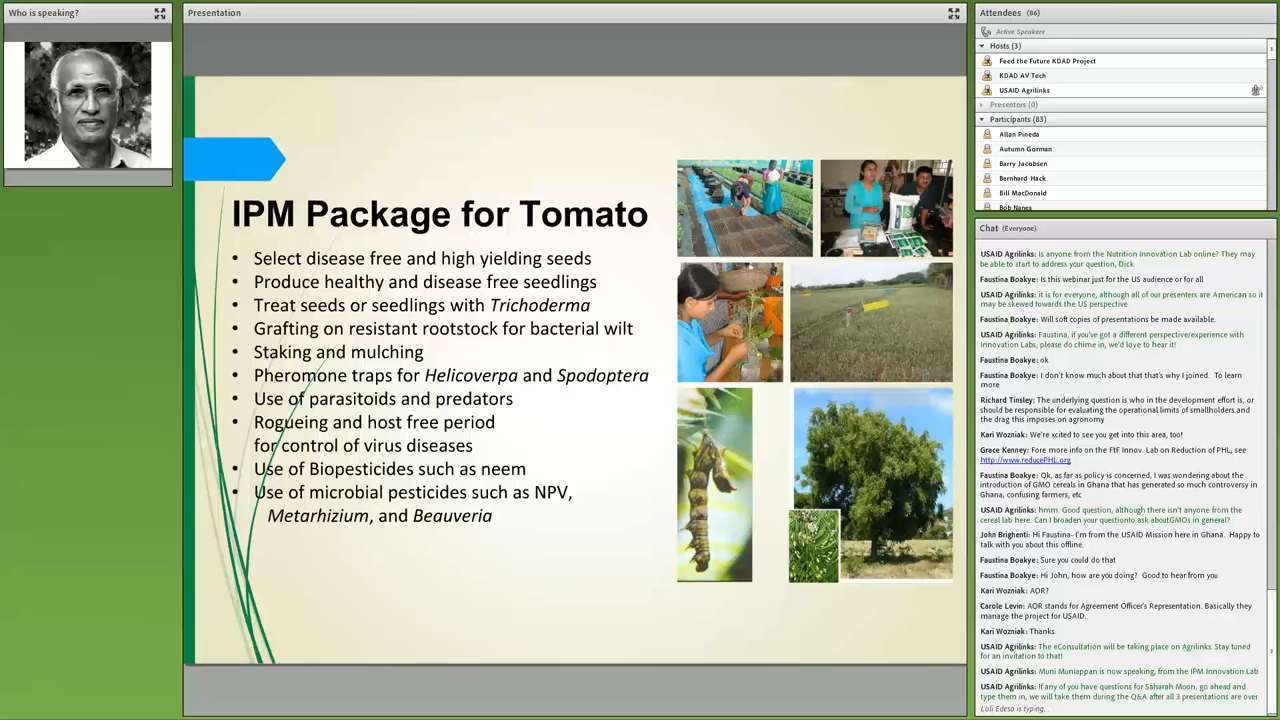 Who is speaking?
Presentation
IPM Package for Tomato
• Select disease free and high yielding seeds
• Produce healthy and disease free seedlings
• Treat seeds or seedlings with Trichoderma
• Grafting on resistant rootstock for bacterial wilt
• Staking and mulching
• Pheromone traps for Helicoverpa and Spodoptera
• Use of parasitoids and predators
• Rogueing and host free period
for control of virus diseases
• Use of Biopesticides such as neem
• Use of microbial pesticides such as NPV,
Metarhizium, and Beauveria
Attendees (86)
Active Speakers
Hosts (3)
Feed the Future KDAD Project
KDAD AV Tech
USAID Agrilinks
Presenters (0)
Participants (83)
Allan Pineda
Autumn Gorman
Barry Jacobsen
Bernhard Hack
Bill MacDonald
Bob Nanes
Chat (Everyone)
USAID Agrilinks: Is anyone from the Nutrition Innovation Lab online? They may
be able to start to address your question, Dick
Faustina Boakye: Is this webinar just for the US audience or for all
USAID Agrilinks: it is for everyone, although all of our presenters are American so it
may be skewed towards the US perspective
Faustina Boakye: Will soft copies of presentations be made available.
USAID Agrilinks: Faustina, if you've got a different perspective/experience with
Innovation Labs, please do chime in, we'd love to hear it!
Faustina Boakye: ok
Faustina Boakye: I don't know much about that that's why I joined. To learn
more
Richard Tinsley: The underlying question is who in the development effort is, or
should be responsible for evaluating the operational limits of smallholders and
the drag this imposes on agronomy
Kari Wozniak: We're xcited to see you get into this area, too!
Grace Kenney: Fore more info on the FtF Innov. Lab on Reduction of PHL, see
http://www.reducePHL.org
Faustina Boakye: Ok, as far as policy is concerned, I was wondering about the
introduction of GMO cereals in Ghana that has generated so much controversy in
Ghana, confusing farmers, etc
USAID Agrilinks: hmm. Good question, although there isn't anyone from the
cereal lab here. Can I broaden your questionto ask aboutGMOs in general?
John Brighenti: Hi Faustina- I'm from the USAID Mission here in Ghana. Happy to
talk with you about this offline.
Faustina Boakye: Sure you could do that
Faustina Boakye: Hi John, how are you doing? Good to hear from you
Kari Wozniak: AOR?
Carole Levin: AOR stands for Agreement Officer's Representation. Basically they
manage the project for USAID.
Kari Wozniak: Thanks.
USAID Agrilinks: The eConsultation will be taking place on Agrilinks. Stay tuned
for an invitation to that!
USAID Agrilinks: Muni Muniappan is now speaking, from the IPM Innovation Lab
USAID Agrilinks: If any of you have questions for Saharah Moon, go ahead and
type them in, we will take them during the Q&A after all 3 presentations are over
Loli Edeso is typing...